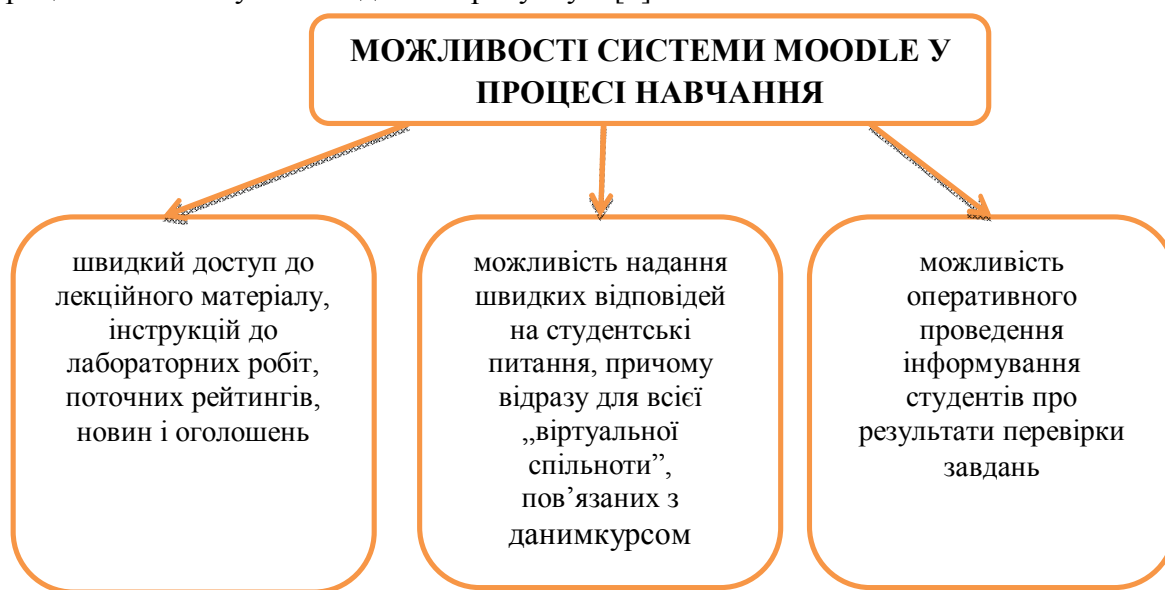 МОЖЛИВОСТІ СИСТЕМИ MOODLE У
ПРОЦЕСІ НАВЧАННЯ
швидкий доступ до
лекційного матеріалу,
інструкцій до
лабораторних робіт,
поточних рейтингів,
новин і оголошень
можливість надання
швидких відповідей
на студентські
питання, причому
відразу для всієї
„віртуальної
спільноти”,
пов’язаних з
данимкурсом
можливість
оперативного
проведення
інформування
студентів про
результати перевірки
завдань